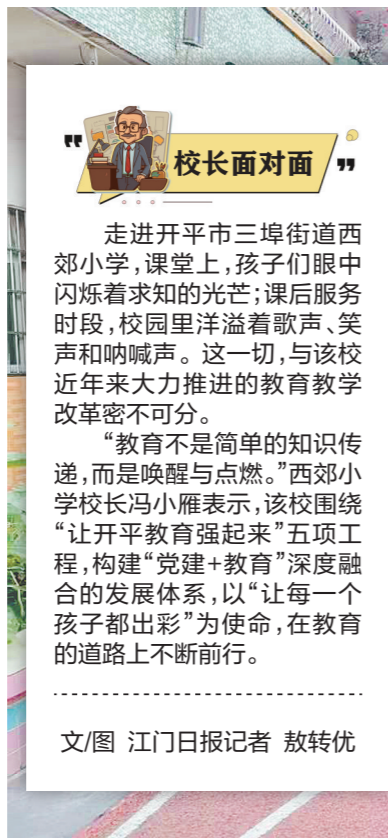 “校长面对面”
走进开平市三埠街道西
郊小学,课堂上,孩子们眼中
闪烁着求知的光芒;课后服务
时段,校园里洋溢着歌声、笑
声和呐喊声。这一切,与该校
近年来大力推进的教育教学
改革密不可分。
“教育不是简单的知识传
递,而是唤醒与点燃。”西郊小
学校长冯小雁表示,该校围绕
“让开平教育强起来”五项工
程,构建“党建+教育”深度融
合的发展体系,以“让每一个
孩子都出彩”为使命,在教育
的道路上不断前行。
文/图 江门日报记者 敖转优